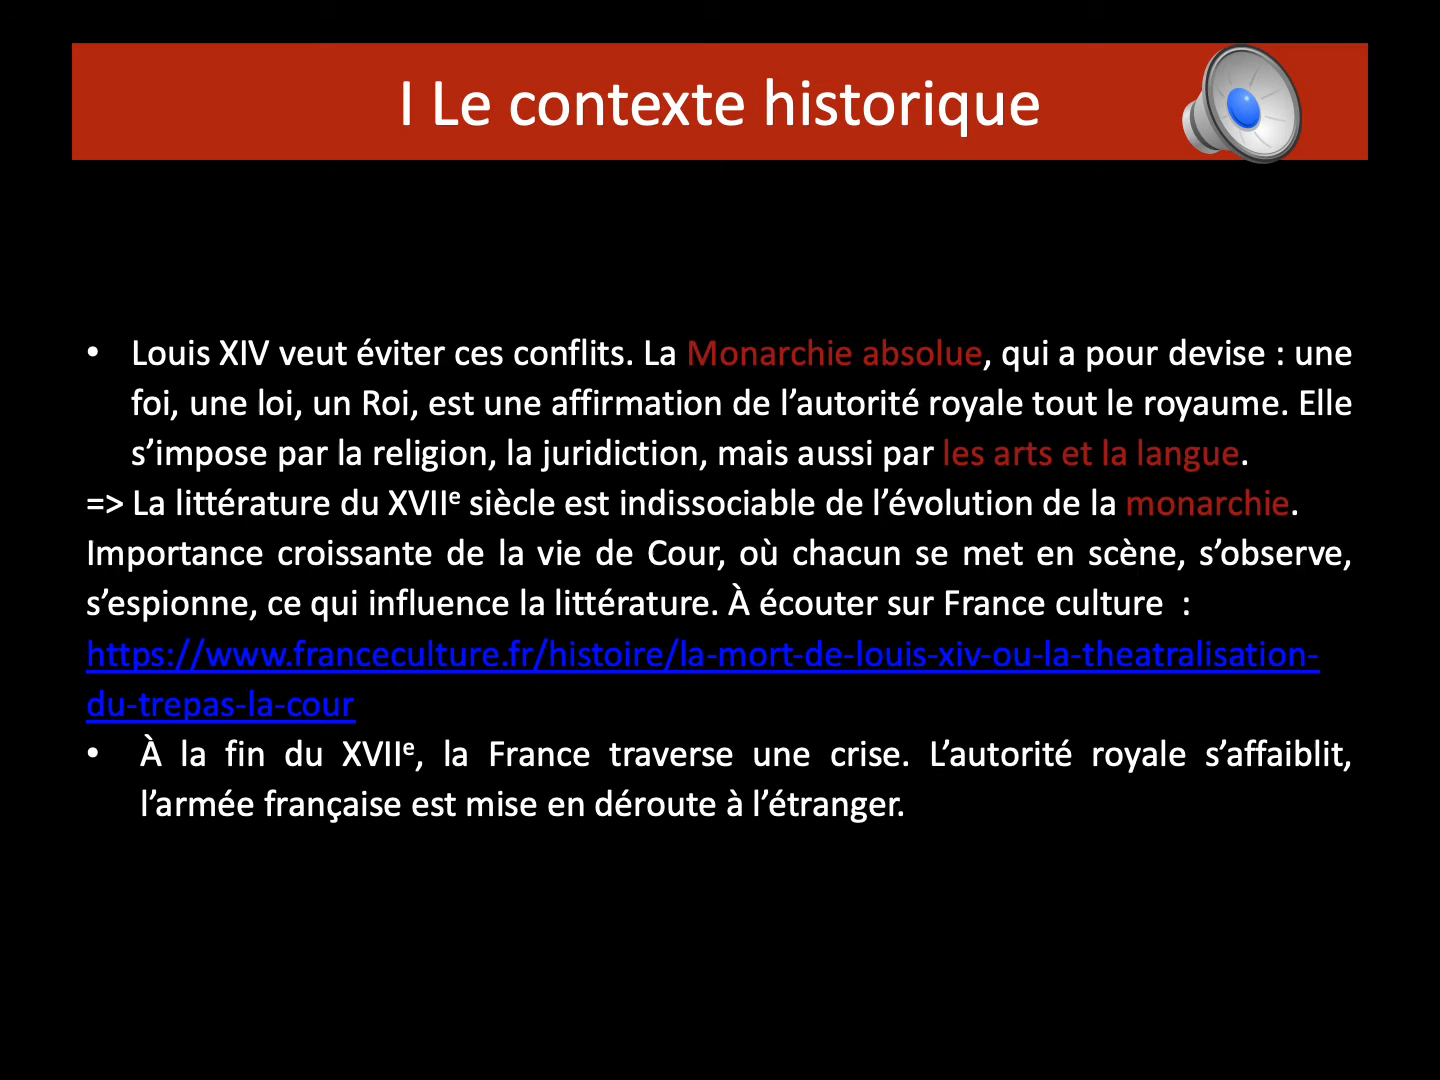 I Le contexte historique
• Louis XIV veut éviter ces conflits. La Monarchie absolue, qui a pour devise : une
foi, une loi, un Roi, est une affirmation de l’autorité royale tout le royaume. Elle
s’impose par la religion, la juridiction, mais aussi par les arts et la langue.
=> La littérature du XVIIᵉ siècle est indissociable de l’évolution de la monarchie.
Importance croissante de la vie de Cour, où chacun se met en scène, s’observe,
s’espionne, ce qui influence la littérature. À écouter sur France culture :
https://www.franceculture.fr/histoire/la-mort-de-louis-xiv-ou-la-theatralisation-
du-trepas-la-cour
• À la fin du XVIIᵉ, la France traverse une crise. L’autorité royale s’affaiblit,
l’armée française est mise en déroute à l’étranger.